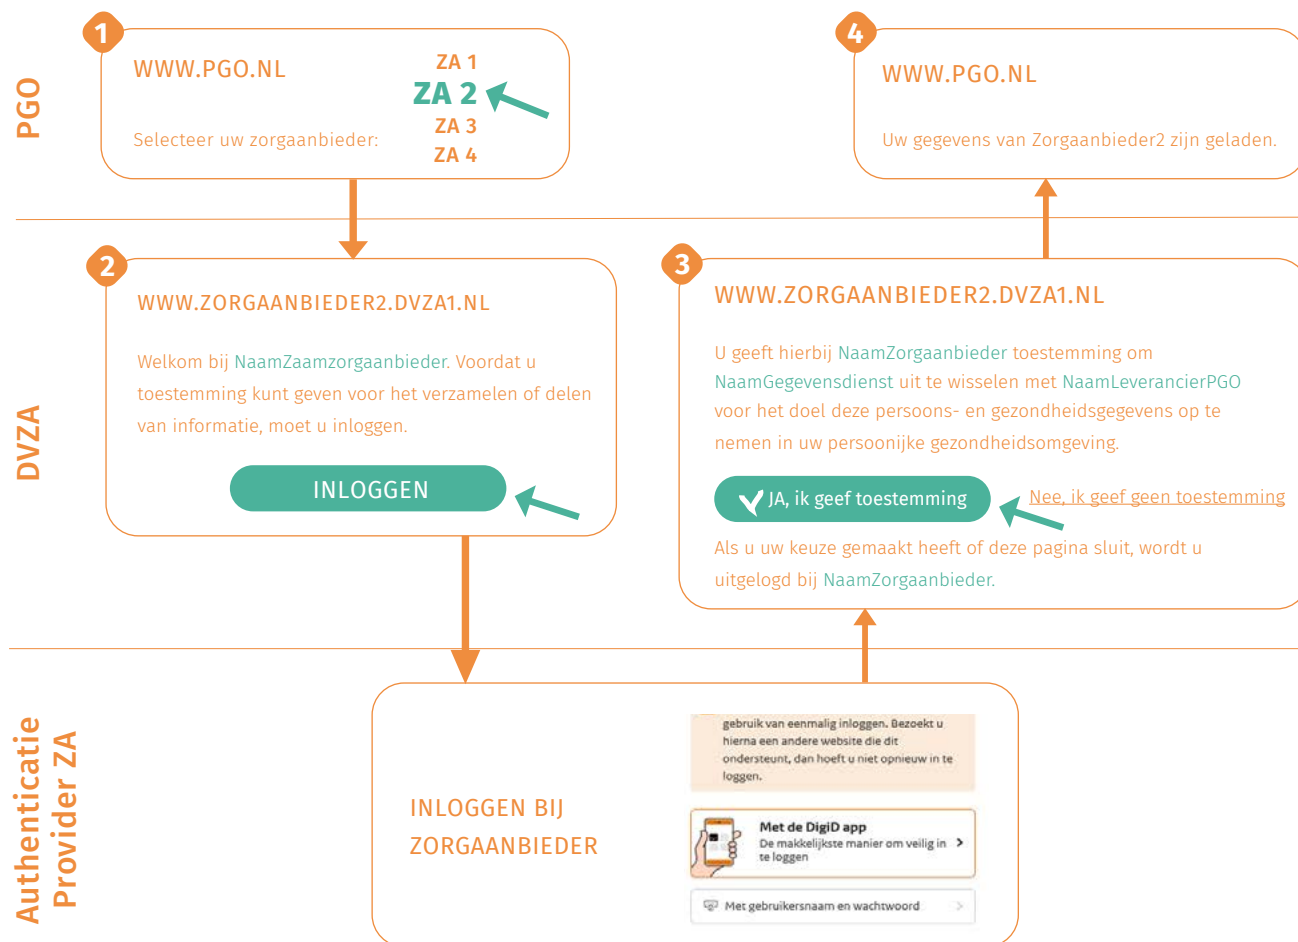 PGO
1
WWW.PGO.NL
Selecteer uw zorgaanbieder:
ZA 1
ZA 2
ZA 3
ZA 4
4
WWW.PGO.NL
Uw gegevens van Zorgaanbieder2 zijn geladen.
DVZA
2
WWW.ZORGAANBIEDER2.DVZA1.NL
Welkom bij NaamZaamzorgaanbieder. Voordat u
toestemming kunt geven voor het verzamelen of delen
van informatie, moet u inloggen.
INLOGGEN
3
WWW.ZORGAANBIEDER2.DVZA1.NL
U geeft hierbij NaamZorgaanbieder toestemming om
NaamGegevensdienst uit te wisselen met NaamLeverancierPGO
voor het doel deze persoons- en gezondheidsgegevens op te
nemen in uw persoonijke gezondheidsomgeving.
JA, ik geef toestemming
Nee, ik geef geen toestemming
Als u uw keuze gemaakt heeft of deze pagina sluit, wordt u
uitgelogd bij NaamZorgaanbieder.
Authenticatie
Provider ZA
INLOGGEN BIJ
ZORGAANBIEDER
gebruik van eenmalig inloggen. Bezoekt u
hierna een andere website die dit
ondersteunt, dan hoeft u niet opnieuw in te
loggen.
Met de DigiD app
De makkelijkste manier om veilig in
te loggen
Met gebruikersnaam en wachtwoord